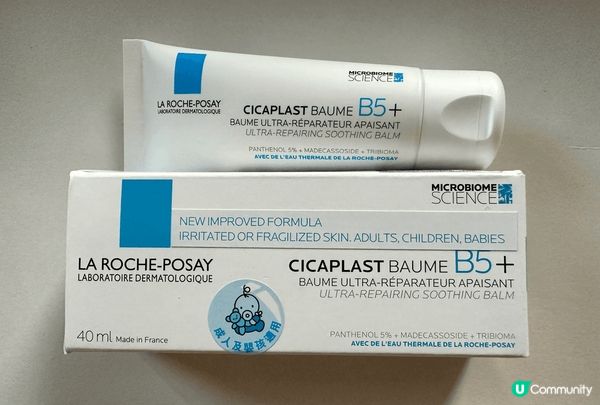 MICROBIOME
SCIENCE
LA ROCHE-POSAY
LABORATOIRE DERMATOLOGIQUE
CICAPLAST BAUME B5+
BAUME ULTRA-RÉPARATEUR APAISANT
ULTRA-REPAIRING SOOTHING BALM
PANTHENOL 5% + MADECASSOSIDE + TRIBIOMA
AVEC DE L'EAU THERMALE DE LA ROCHE-POSAY
MICROBIOME
SCIENCE
NEW IMPROVED FORMULA
IRRITATED OR FRAGILIZED SKIN. ADULTS, CHILDREN, BABIES
LA ROCHE-POSAY
LABORATOIRE DERMATOLOGIQUE
CICAPLAST BAUME B5+
BAUME ULTRA-RÉPARATEUR APAISANT
ULTRA-REPAIRING SOOTHING BALM
成人及嬰孩適用
40 ml Made in France
PANTHENOL 5% + MADECASSOSIDE + TRIBIOMA
AVEC DE L'EAU THERMALE DE LA ROCHE-POSAY
U Community